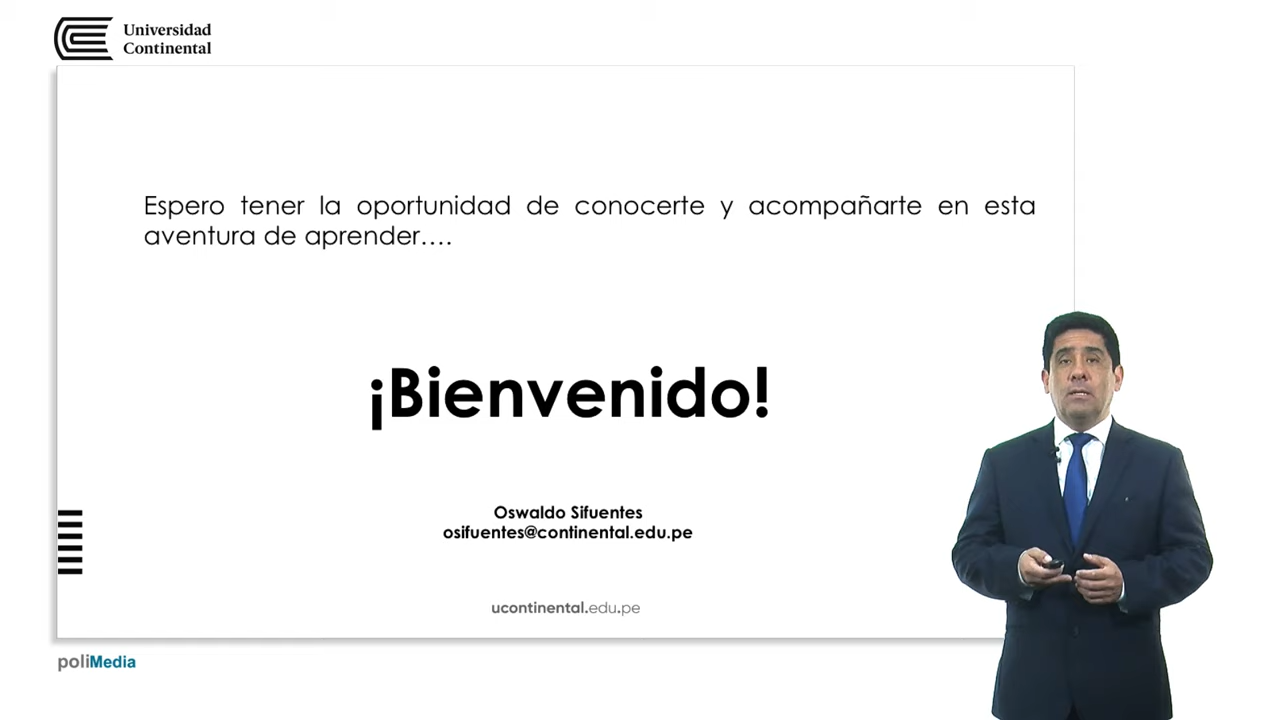 Universidad
Continental
Espero tener la oportunidad de conocerte y acompañarte en esta
aventura de aprender....
¡Bienvenido!
Oswaldo Sifuentes
osifuentes@continental.edu.pe
ucontinental.edu.pe
poliMedia